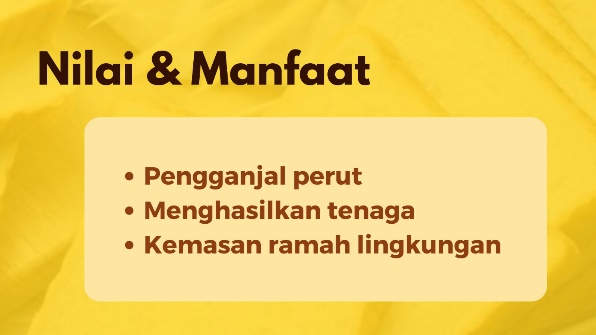 Nilai & Manfaat
• Pengganjal perut
• Menghasilkan tenaga
• Kemasan ramah lingkungan